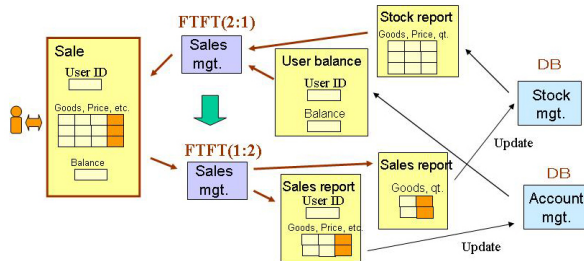 FTFT(2:1)
Sales
mgt.
Stock report
Goods, Price, qt.
Sale
User ID
Goods, Price, etc.
Balance
User balance
User ID
Balance
DB
Stock
mgt.
Update
FTFT(1:2)
Sales
mgt.
Sales report
Goods, qt.
DB
Account
mgt.
Sales report
User ID
Goods, Price, etc.
Update